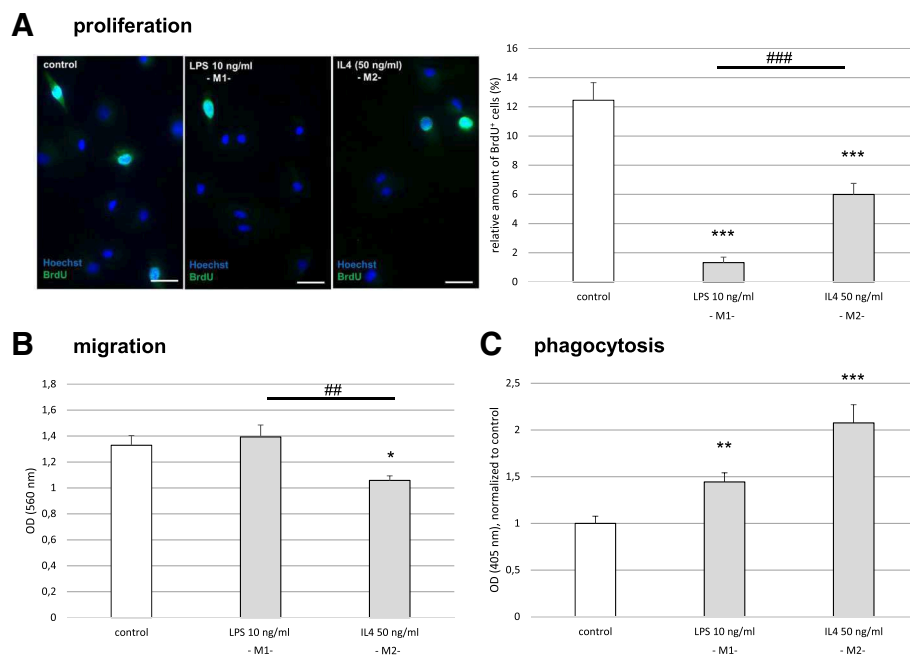 A proliferation
control
LPS 10 ng/ml
- M1-
IL4 (50 ng/ml)
- M2-
Hoechst
BrdU
Hoechst
BrdU
Hoechst
BrdU
relative amount of BrdU⁺ cells (%)
16
14
12
10
8
6
4
2
0
###
***
***
control
LPS 10 ng/ml
- M1-
IL4 50 ng/ml
- M2-
B migration
OD (560 nm)
1,8
1,6
1,4
1,2
1
0,8
0,6
0,4
0,2
0
##
*
control
LPS 10 ng/ml
- M1-
IL4 50 ng/ml
- M2-
C phagocytosis
OD (405 nm), normalized to control
2,5
2
1,5
1
0,5
0
**
***
control
LPS 10 ng/ml
- M1-
IL4 50 ng/ml
- M2-